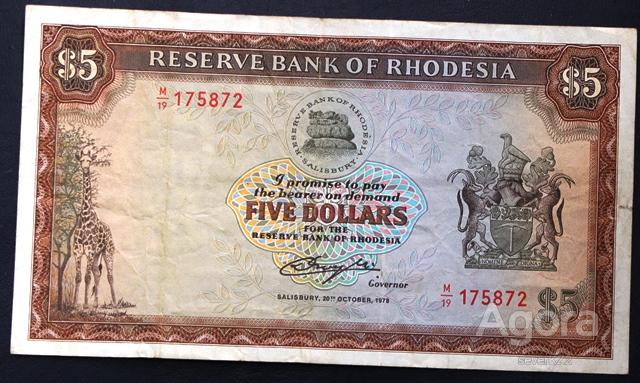 $5
RESERVE BANK OF RHODESIA
$5
M/19 175872
RESERVE BANK OF RHODESIA
SALISBURY
I promise to pay
the bearer on demand
FIVE DOLLARS
FOR THE
RESERVE BANK OF RHODESIA
Governor
SALISBURY, 20TH OCTOBER, 1978
M/19 175872
$5
Agora